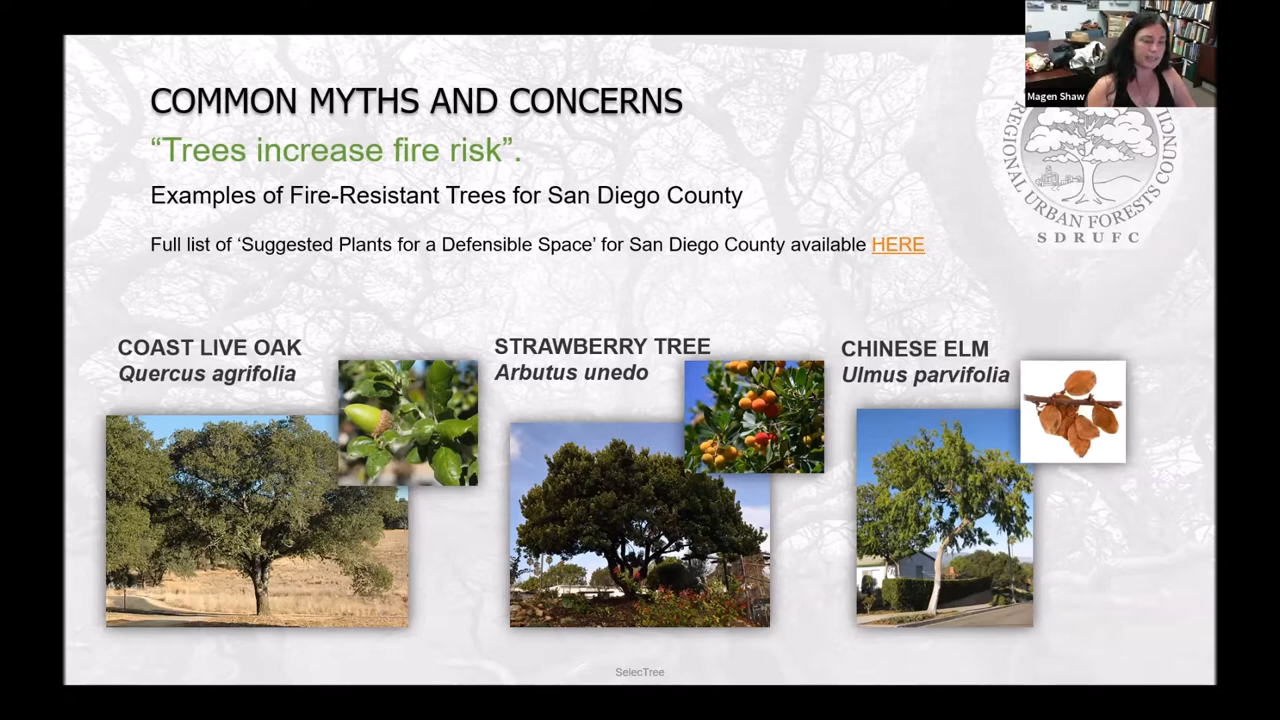 COMMON MYTHS AND CONCERNS
“Trees increase fire risk”.
Examples of Fire-Resistant Trees for San Diego County
Full list of ‘Suggested Plants for a Defensible Space’ for San Diego County available HERE
Magen Shaw
REGIONAL URBAN FORESTS COUNCIL
SDRUFC
COAST LIVE OAK
Quercus agrifolia
STRAWBERRY TREE
Arbutus unedo
CHINESE ELM
Ulmus parvifolia
SelecTree